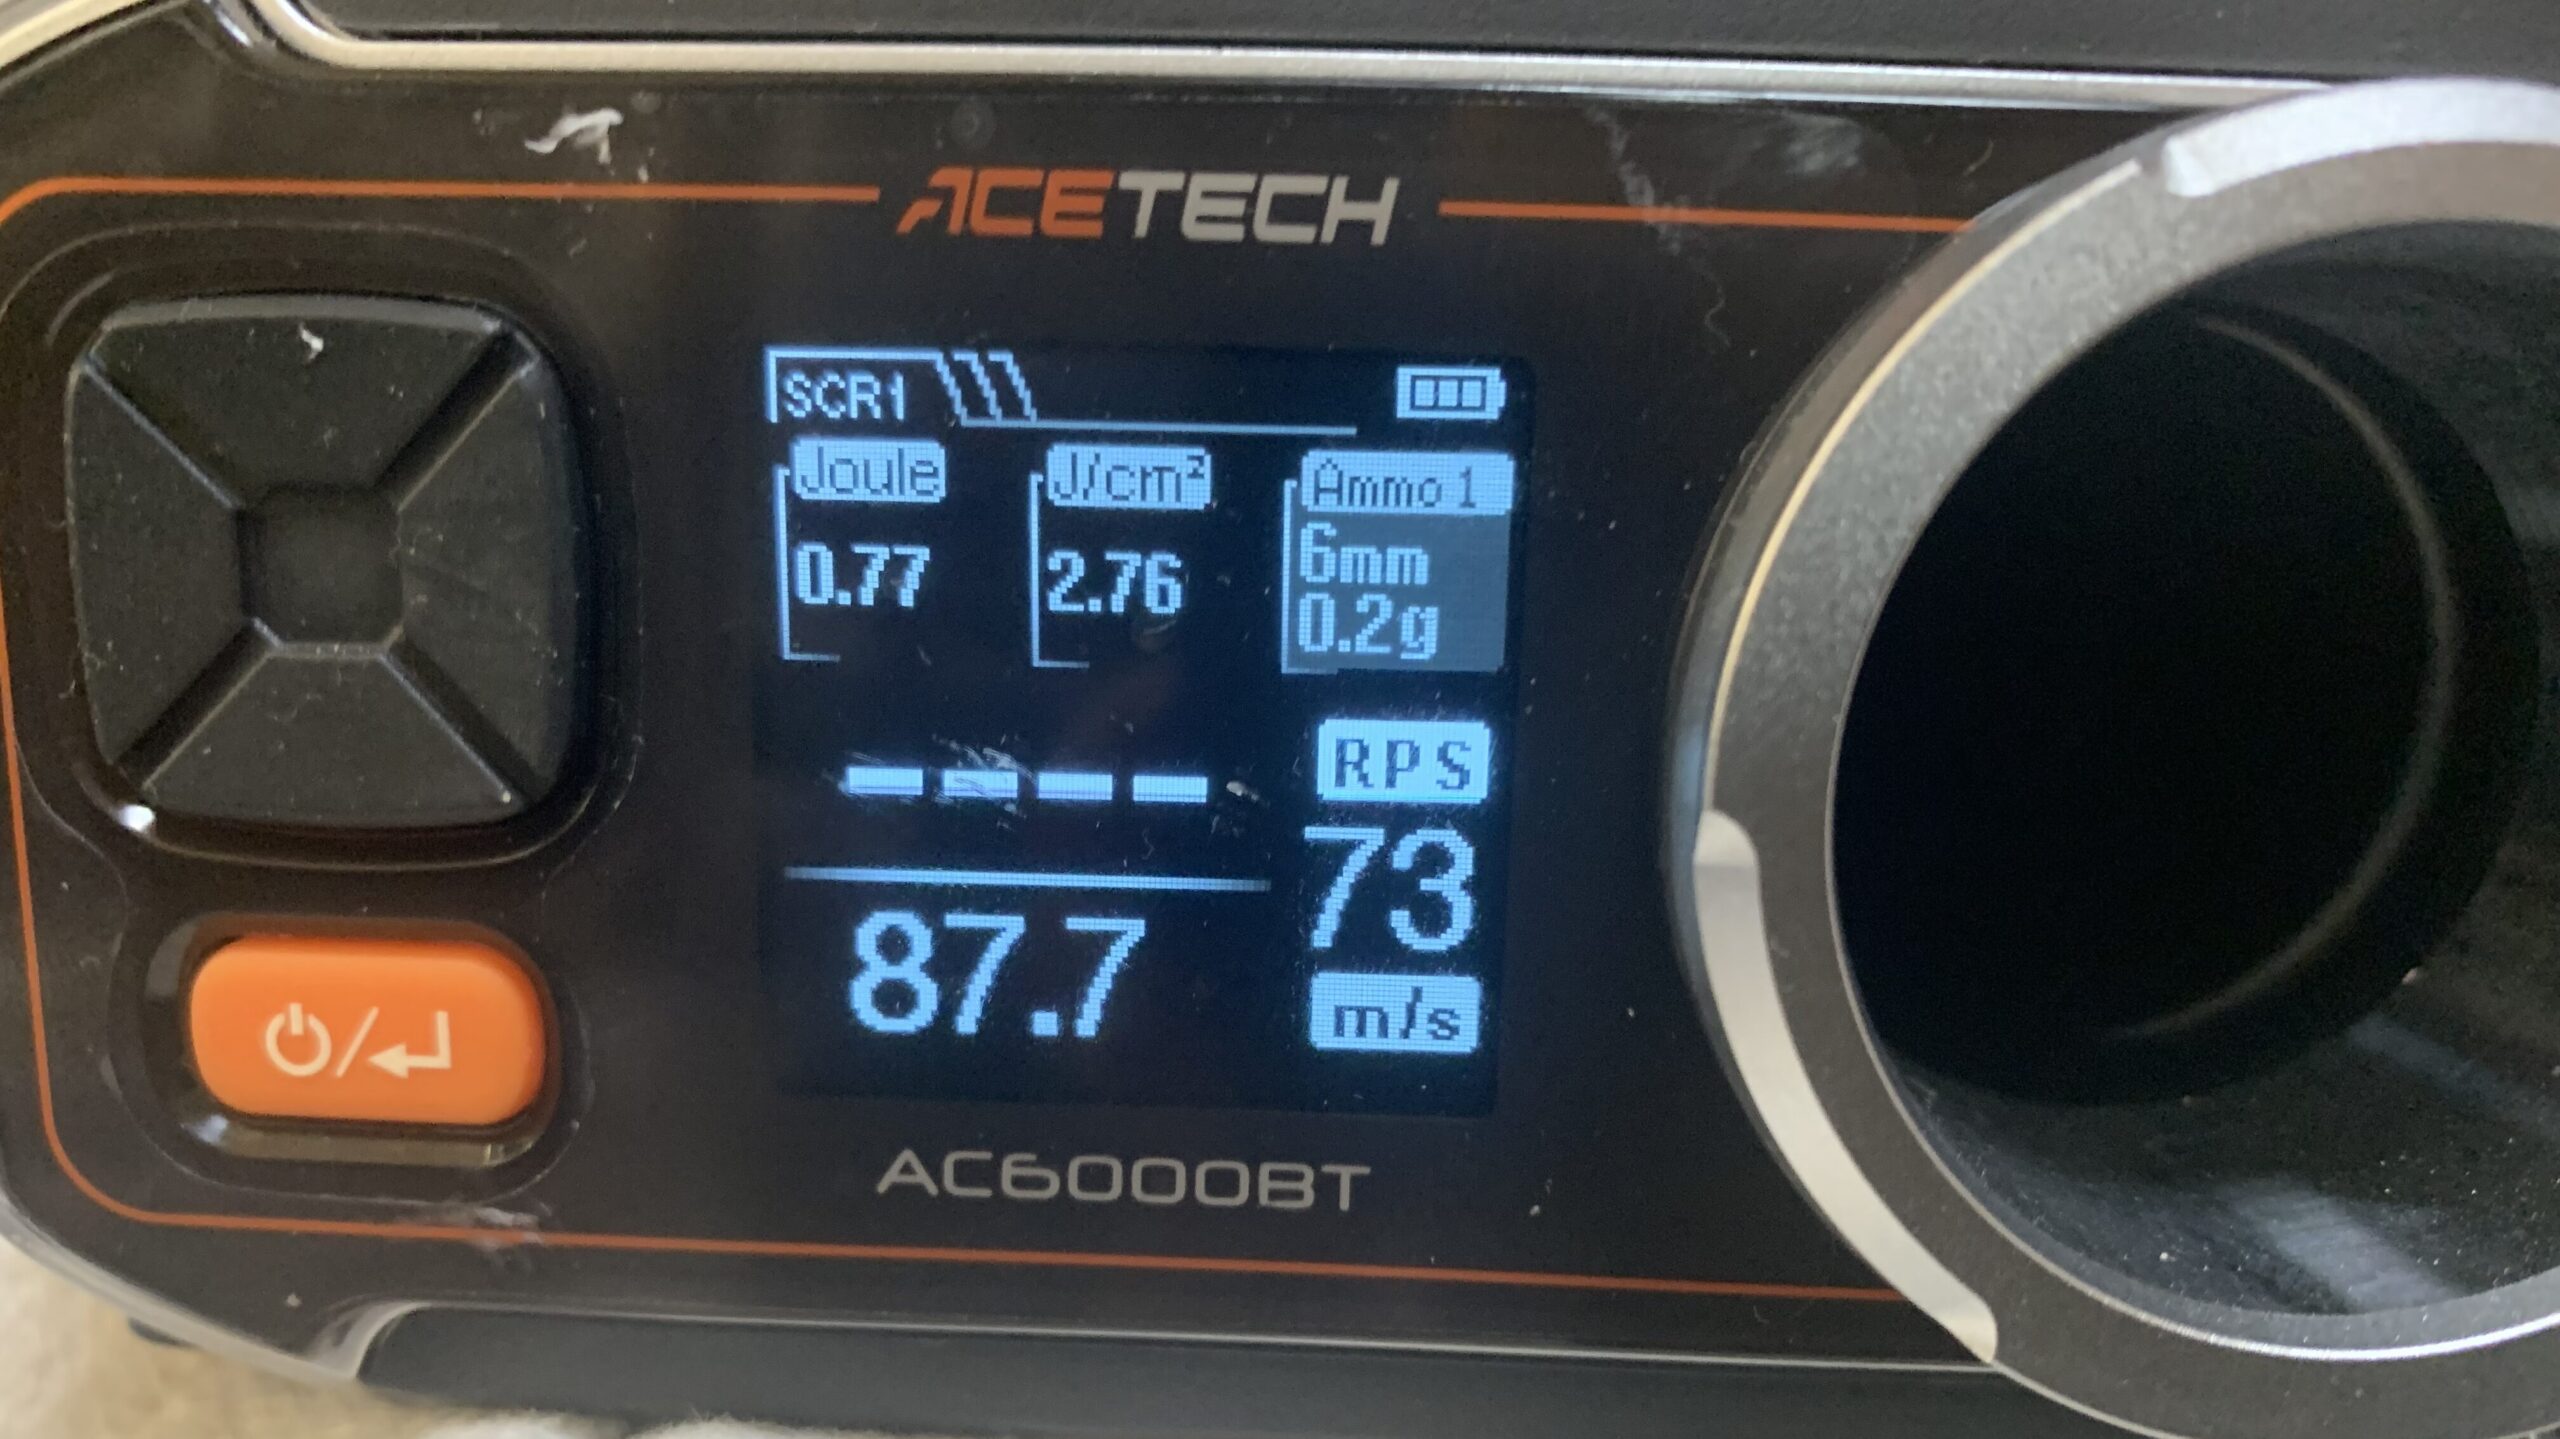 ACETECH
SCR1
Joule
J/cm²
Ammo 1
0.77
2.76
6mm
0.2g
----
RPS
73
87.7
m/s
AC6000BT